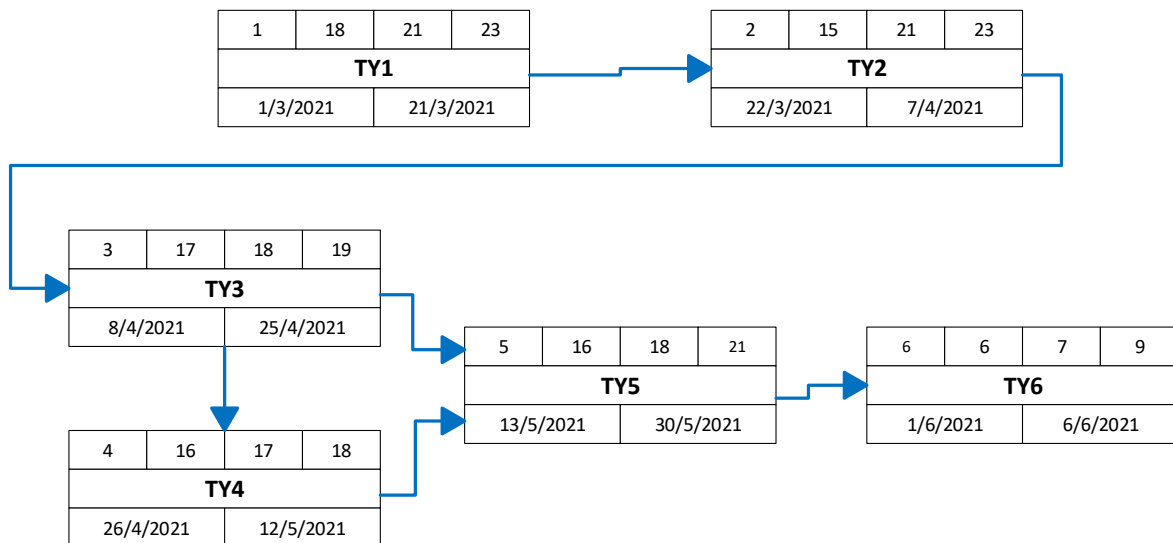 1 18 21 23
TY1
1/3/2021 21/3/2021
2 15 21 23
TY2
22/3/2021 7/4/2021
3 17 18 19
TY3
8/4/2021 25/4/2021
4 16 17 18
TY4
26/4/2021 12/5/2021
5 16 18 21
TY5
13/5/2021 30/5/2021
6 6 7 9
TY6
1/6/2021 6/6/2021